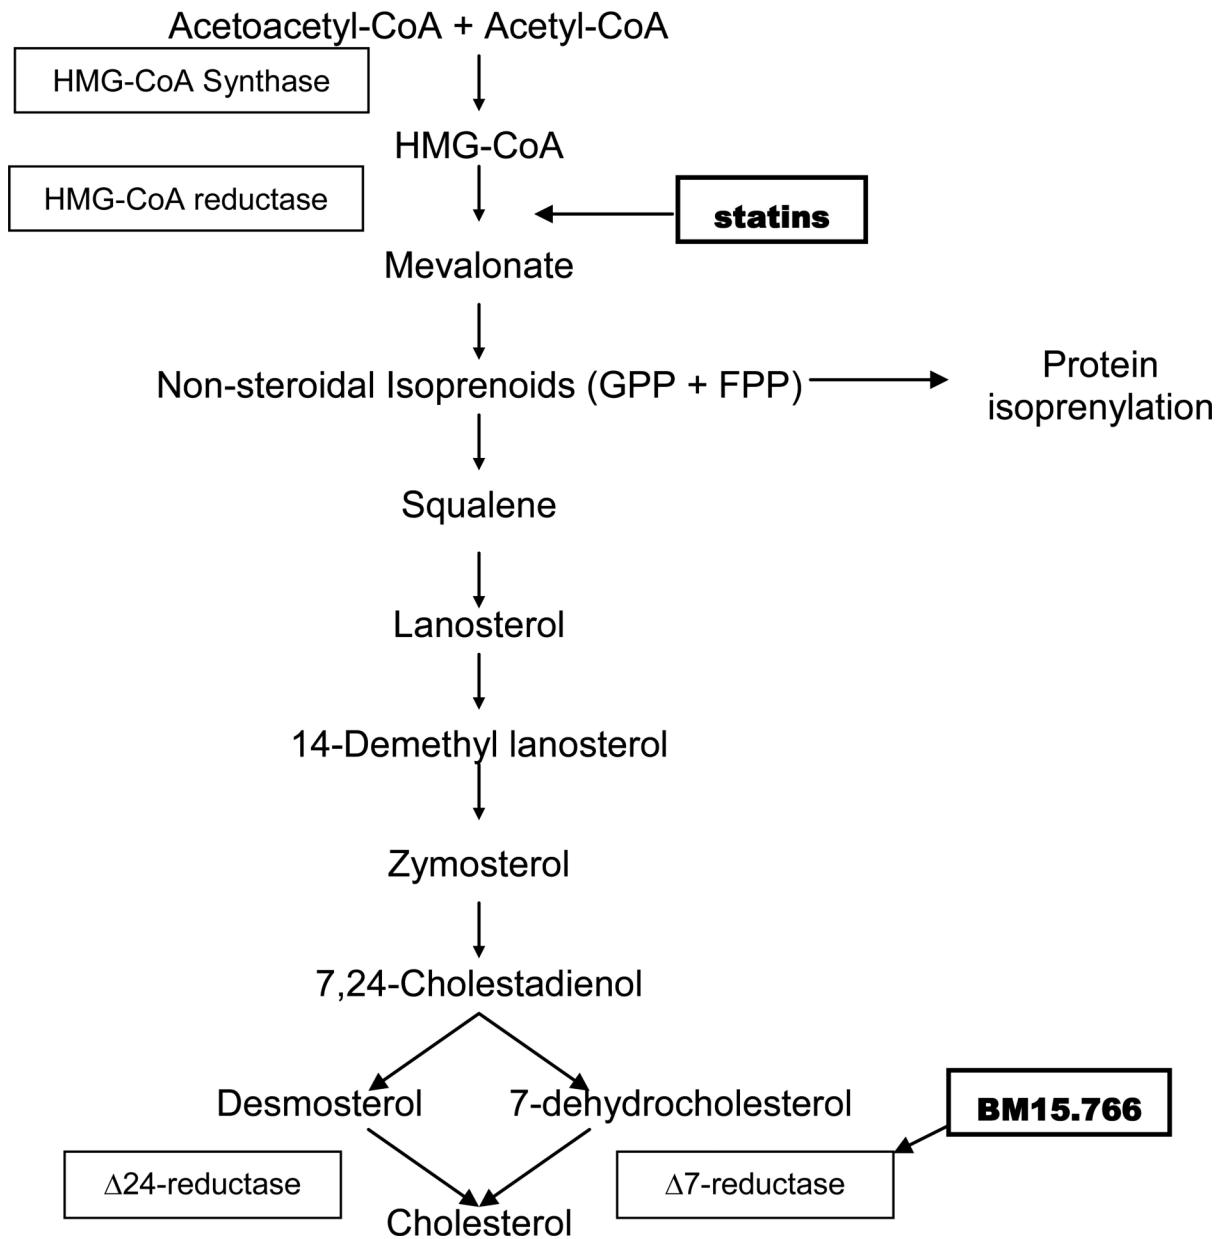 Acetoacetyl-CoA + Acetyl-CoA
HMG-CoA Synthase
HMG-CoA
HMG-CoA reductase
statins
Mevalonate
Non-steroidal Isoprenoids (GPP + FPP)
Protein
isoprenylation
Squalene
Lanosterol
14-Demethyl lanosterol
Zymosterol
7,24-Cholestadienol
Desmosterol
7-dehydrocholesterol
BM15.766
Δ24-reductase
Δ7-reductase
Cholesterol